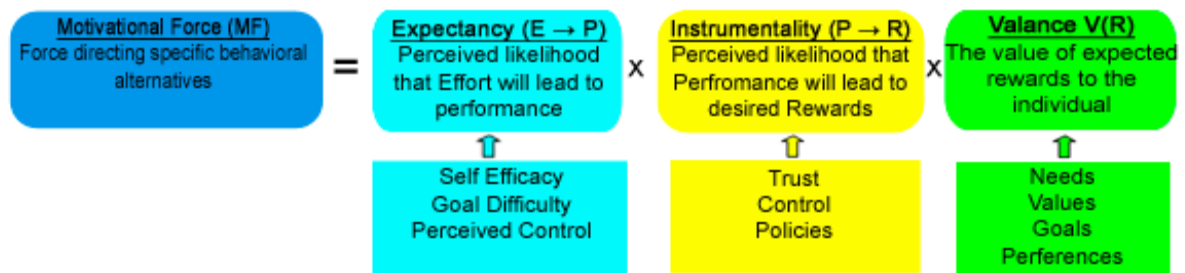 Motivational Force (MF)
Force directing specific behavioral
alternatives
=
Expectancy (E → P)
Perceived likelihood
that Effort will lead to
performance
x
Instrumentality (P → R)
Perceived likelihood that
Perfromance will lead to
desired Rewards
x
Valance V(R)
The value of expected
rewards to the
individual
Self Efficacy
Goal Difficulty
Perceived Control
Trust
Control
Policies
Needs
Values
Goals
Perferences